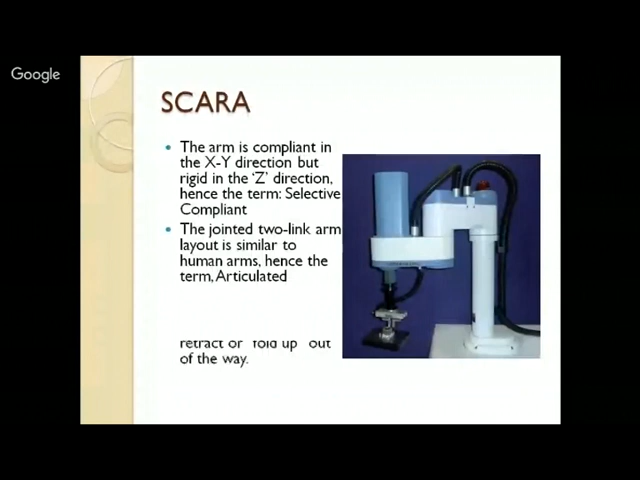 Google
SCARA
The arm is compliant in
the X-Y direction but
rigid in the 'Z' direction,
hence the term: Selective
Compliant
The jointed two-link arm
layout is similar to
human arms, hence the
term, Articulated
retract or fold up out
of the way.